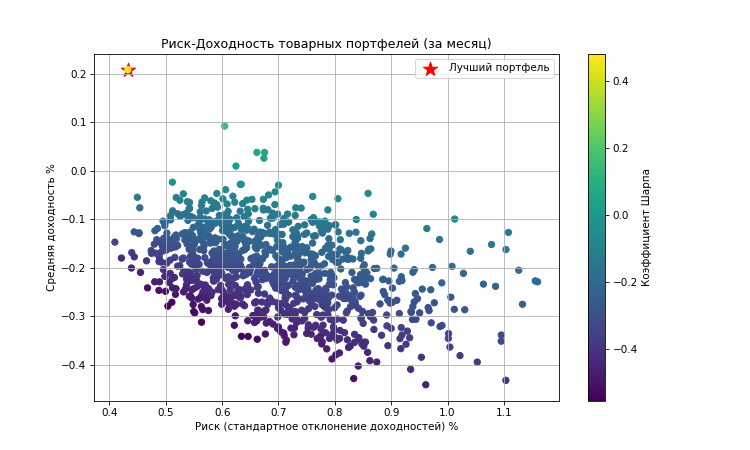 Риск-Доходность товарных портфелей (за месяц)
Лучший портфель
Средняя доходность %
0.2
0.1
0.0
−0.1
−0.2
−0.3
−0.4
0.4 0.5 0.6 0.7 0.8 0.9 1.0 1.1
Риск (стандартное отклонение доходностей) %
0.4
0.2
0.0
−0.2
−0.4
Коэффициент Шарпа